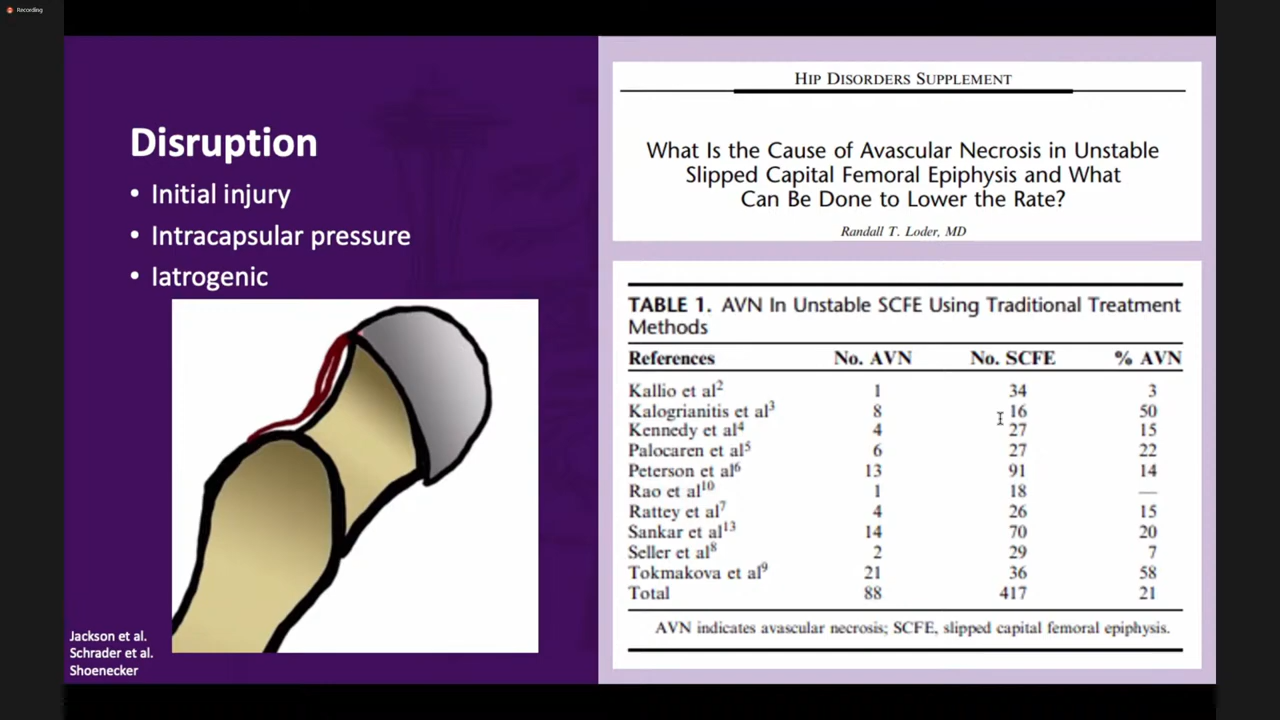 Recording
Disruption
• Initial injury
• Intracapsular pressure
• Iatrogenic
Jackson et al.
Schrader et al.
Shoenecker
HIP DISORDERS SUPPLEMENT
What Is the Cause of Avascular Necrosis in Unstable
Slipped Capital Femoral Epiphysis and What
Can Be Done to Lower the Rate?
Randall T. Loder, MD
TABLE 1. AVN In Unstable SCFE Using Traditional Treatment
Methods
References No. AVN No. SCFE % AVN
Kallio et al² 1 34 3
Kalogrianitis et al³ 8 16 50
Kennedy et al⁴ 4 27 15
Palocaren et al⁵ 6 27 22
Peterson et al⁶ 13 91 14
Rao et al¹⁰ 1 18 —
Rattey et al⁷ 4 26 15
Sankar et al¹³ 14 70 20
Seller et al⁸ 2 29 7
Tokmakova et al⁹ 21 36 58
Total 88 417 21
AVN indicates avascular necrosis; SCFE, slipped capital femoral epiphysis.